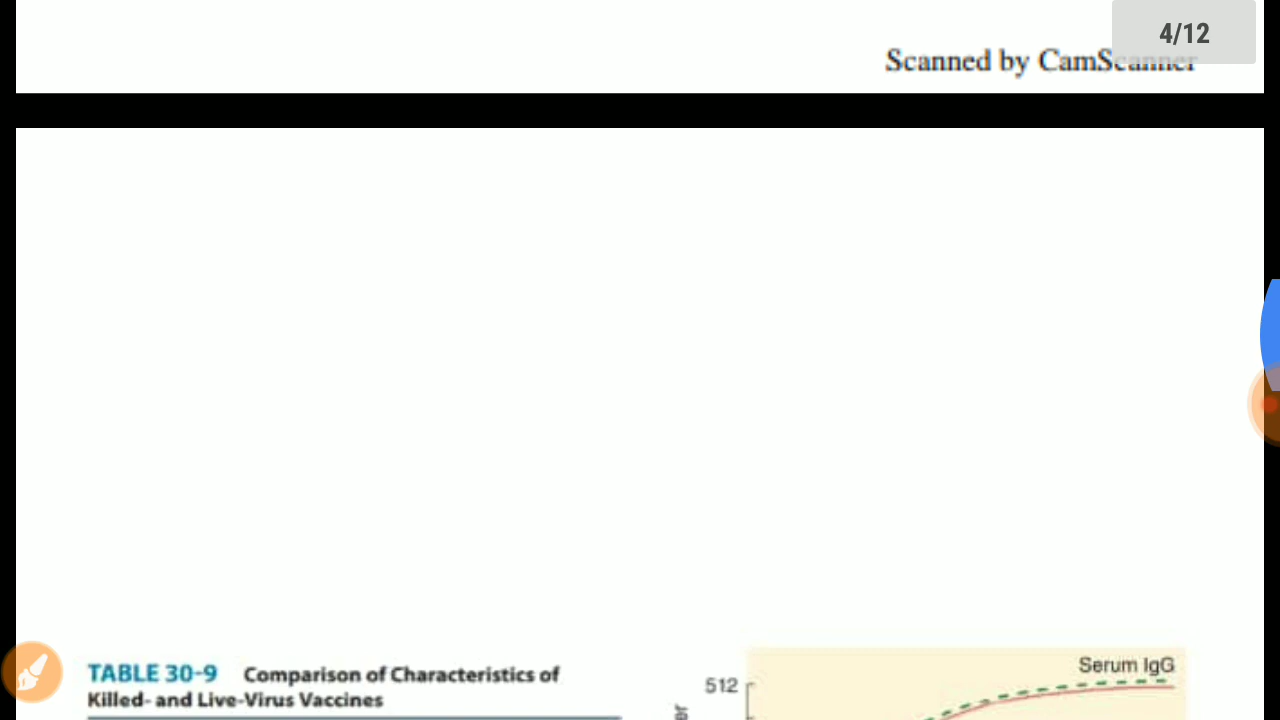 4/12
Scanned by CamScanner
TABLE 30-9 Comparison of Characteristics of
Killed- and Live-Virus Vaccines
Serum IgG
512